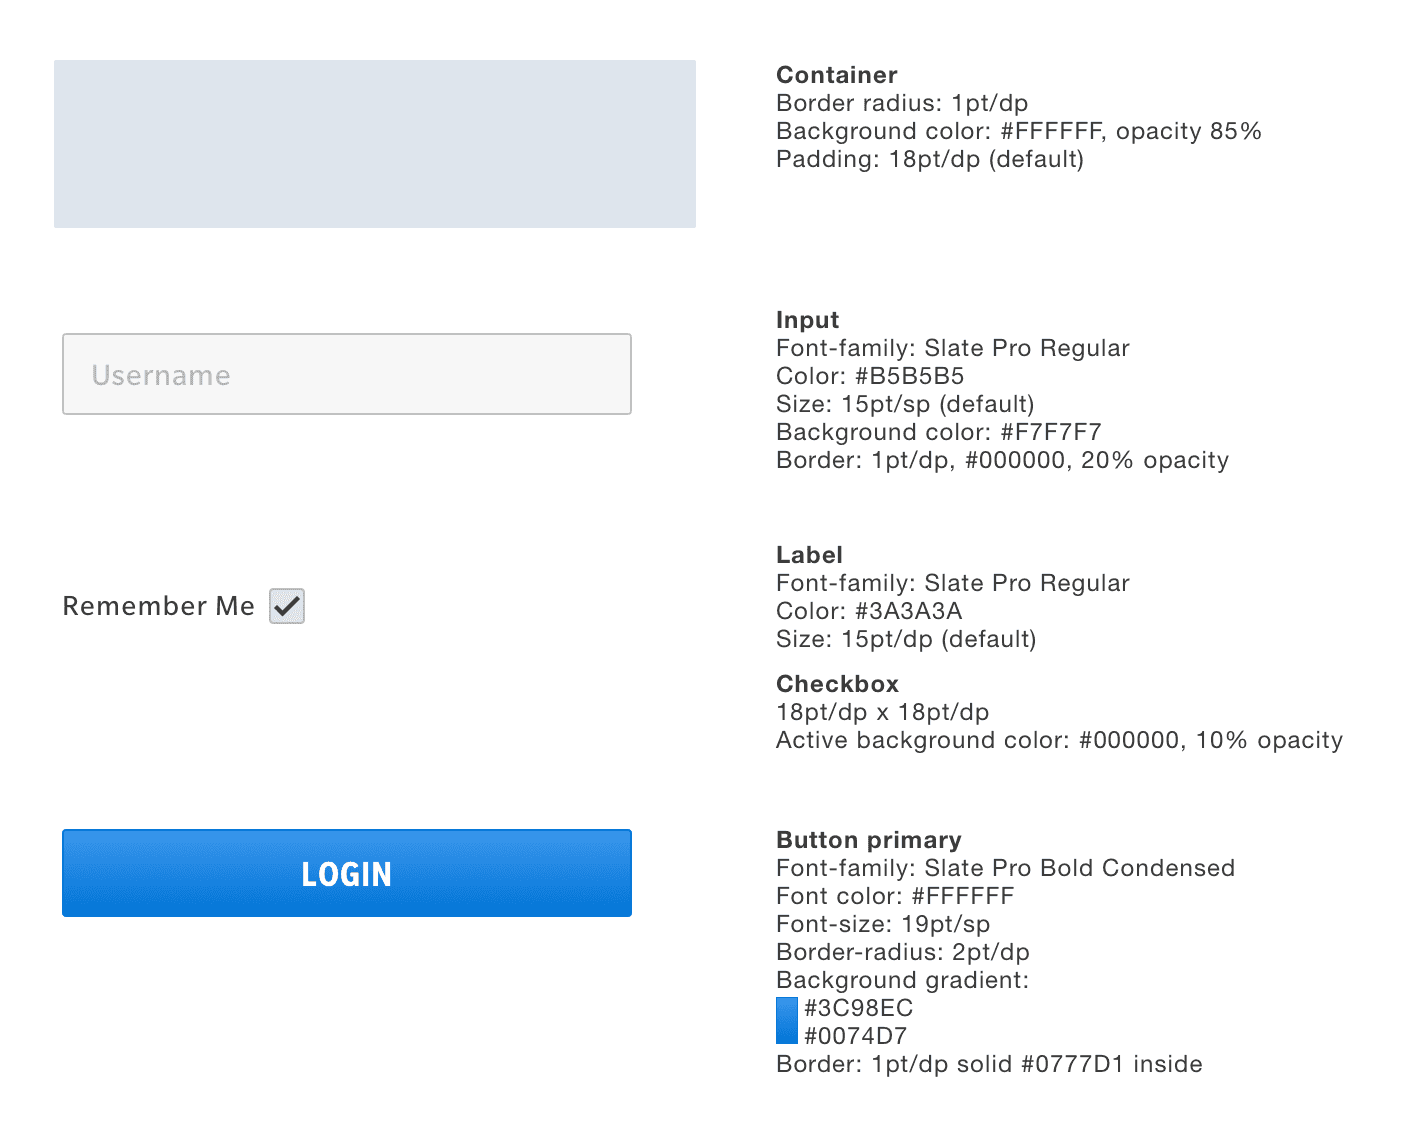 Container
Border radius: 1pt/dp
Background color: #FFFFFF, opacity 85%
Padding: 18pt/dp (default)
Username
Input
Font-family: Slate Pro Regular
Color: #B5B5B5
Size: 15pt/sp (default)
Background color: #F7F7F7
Border: 1pt/dp, #000000, 20% opacity
Remember Me
Label
Font-family: Slate Pro Regular
Color: #3A3A3A
Size: 15pt/dp (default)
Checkbox
18pt/dp x 18pt/dp
Active background color: #000000, 10% opacity
LOGIN
Button primary
Font-family: Slate Pro Bold Condensed
Font color: #FFFFFF
Font-size: 19pt/sp
Border-radius: 2pt/dp
Background gradient:
#3C98EC
#0074D7
Border: 1pt/dp solid #0777D1 inside